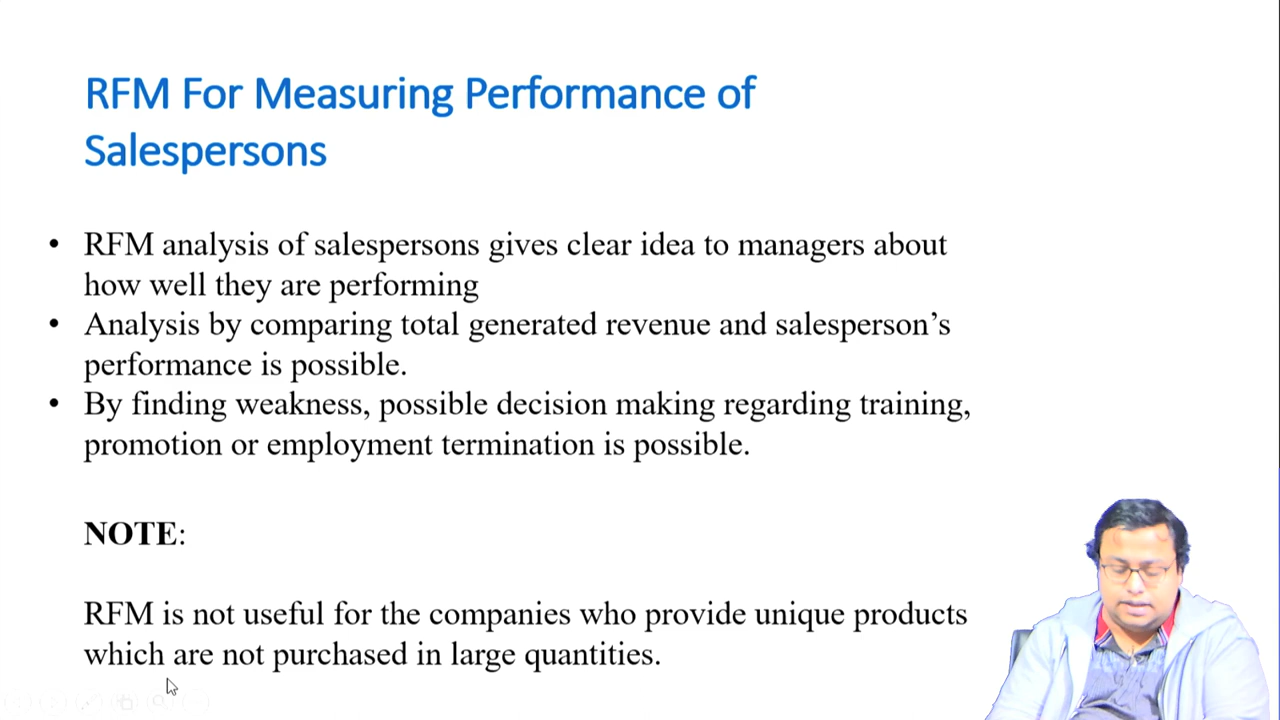 RFM For Measuring Performance of
Salespersons
• RFM analysis of salespersons gives clear idea to managers about
how well they are performing
• Analysis by comparing total generated revenue and salesperson’s
performance is possible.
• By finding weakness, possible decision making regarding training,
promotion or employment termination is possible.
NOTE:
RFM is not useful for the companies who provide unique products
which are not purchased in large quantities.